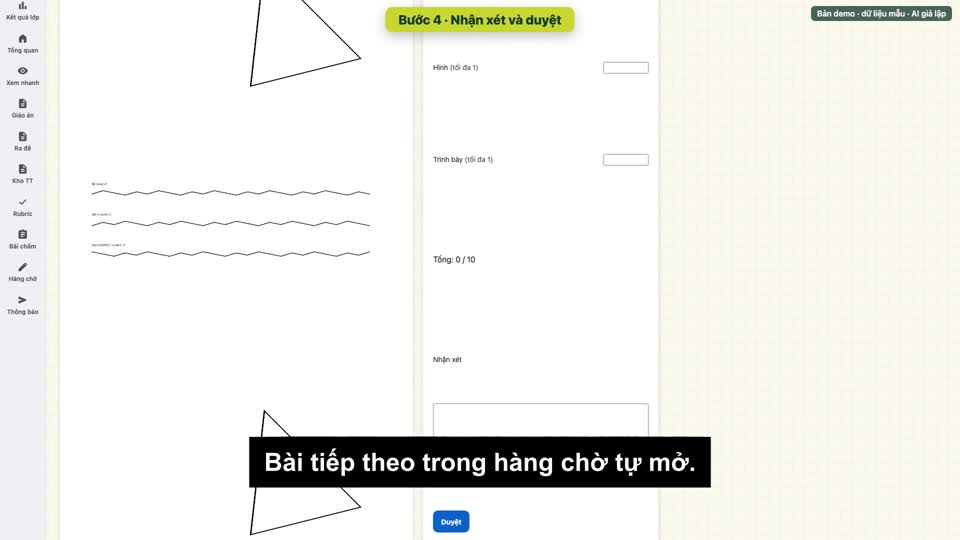 Kết quả lớp
Tổng quan
Xem nhanh
Giáo án
Ra đề
Kho TT
Rubric
Bài chấm
Hàng chờ
Thông báo
Bước 4 · Nhận xét và duyệt
Bản demo · dữ liệu mẫu · AI giả lập
Hình (tối đa 1)
Trình bày (tối đa 1)
Tổng: 0 / 10
Nhận xét
Bài tiếp theo trong hàng chờ tự mở.
Duyệt